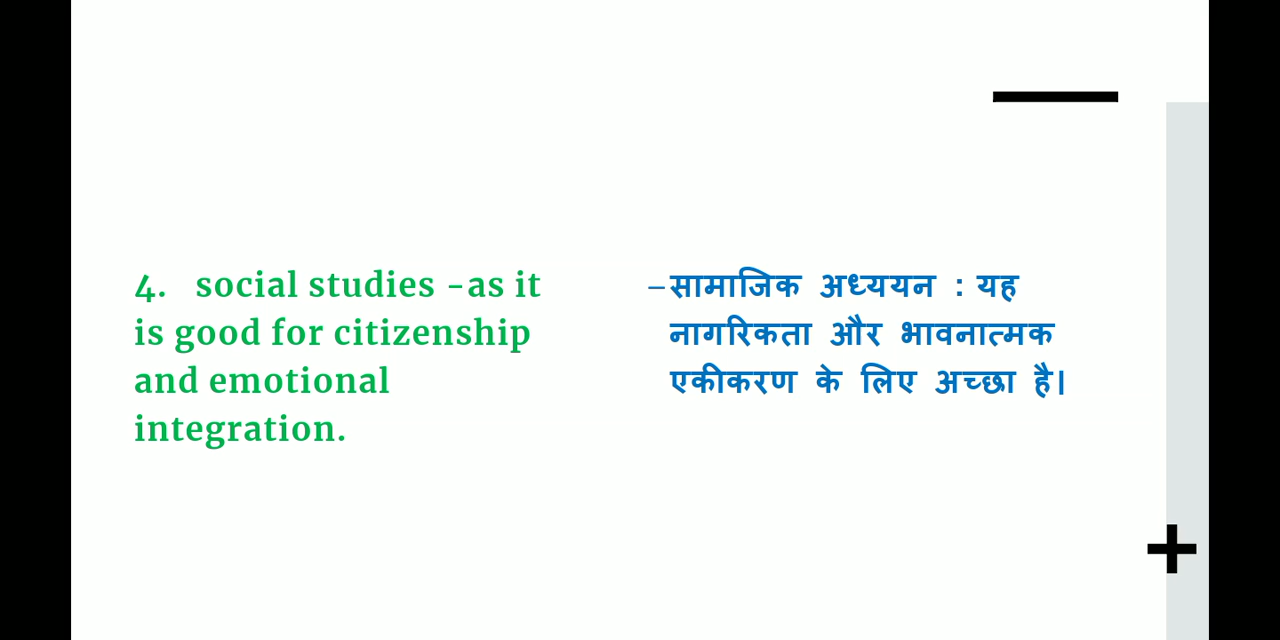 4. social studies -as it
is good for citizenship
and emotional
integration.
–सामाजिक अध्ययन : यह
नागरिकता और भावनात्मक
एकीकरण के लिए अच्छा है।